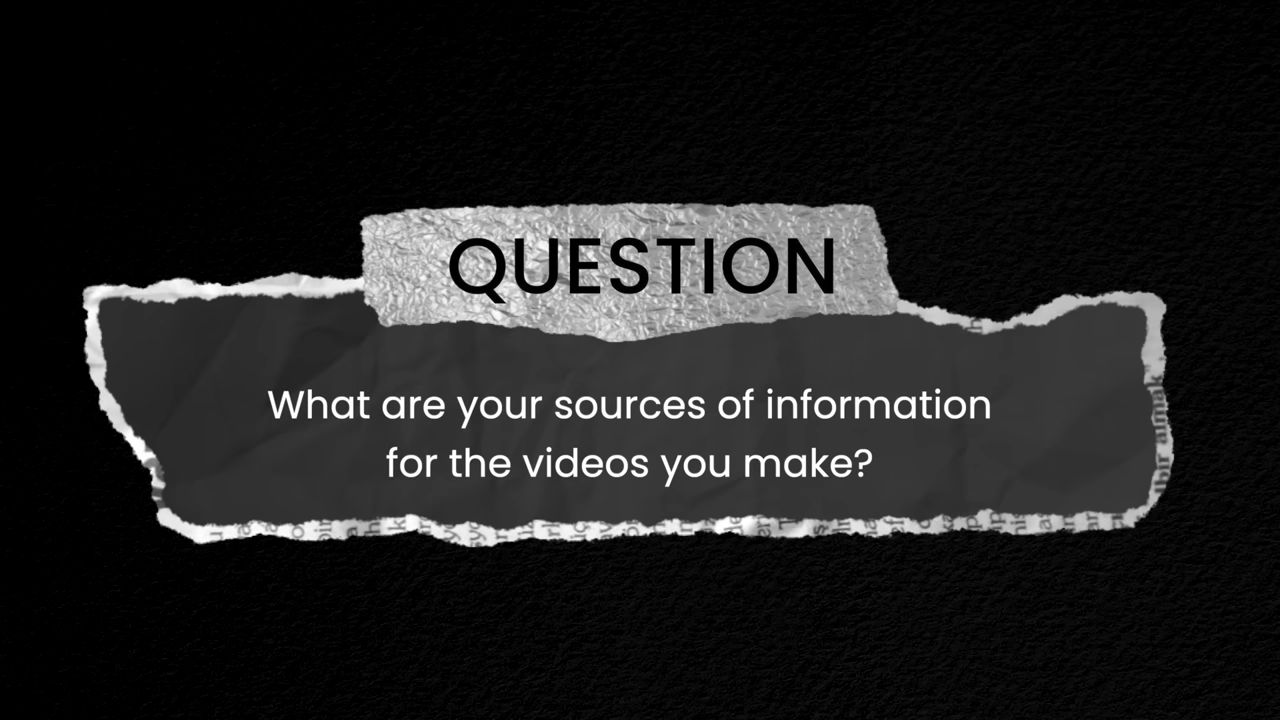 QUESTION
What are your sources of information
for the videos you make?